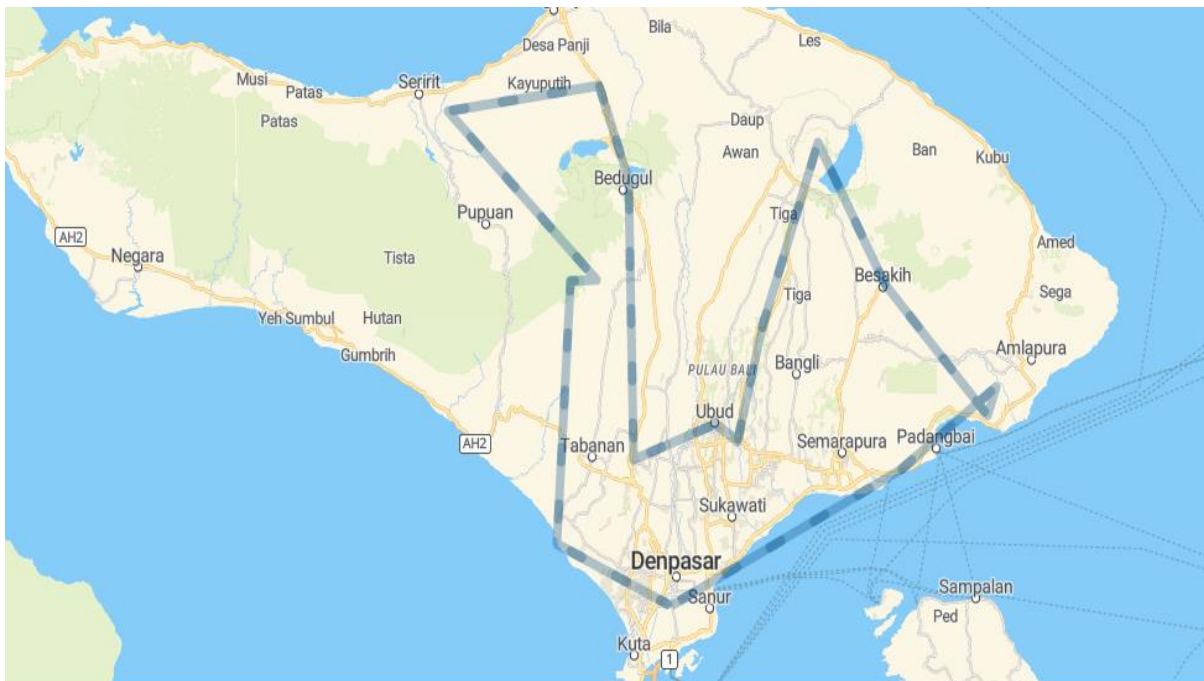 Desa Panji
Bila
Les
Musi
Patas
Seririt
Kayuputih
Patas
Daup
Awan
Ban
Kubu
Bedugul
Pupuan
Tiga
AH2
Negara
Tista
Amed
Besakih
Sega
Tiga
Yeh Sumbul
Hutan
Gumbrih
Amlapura
PULAU BALI
Bangli
Ubud
AH2
Tabanan
Semarapura
Padangbai
Sukawati
Denpasar
Sanur
Sampalan
Ped
Kuta
1